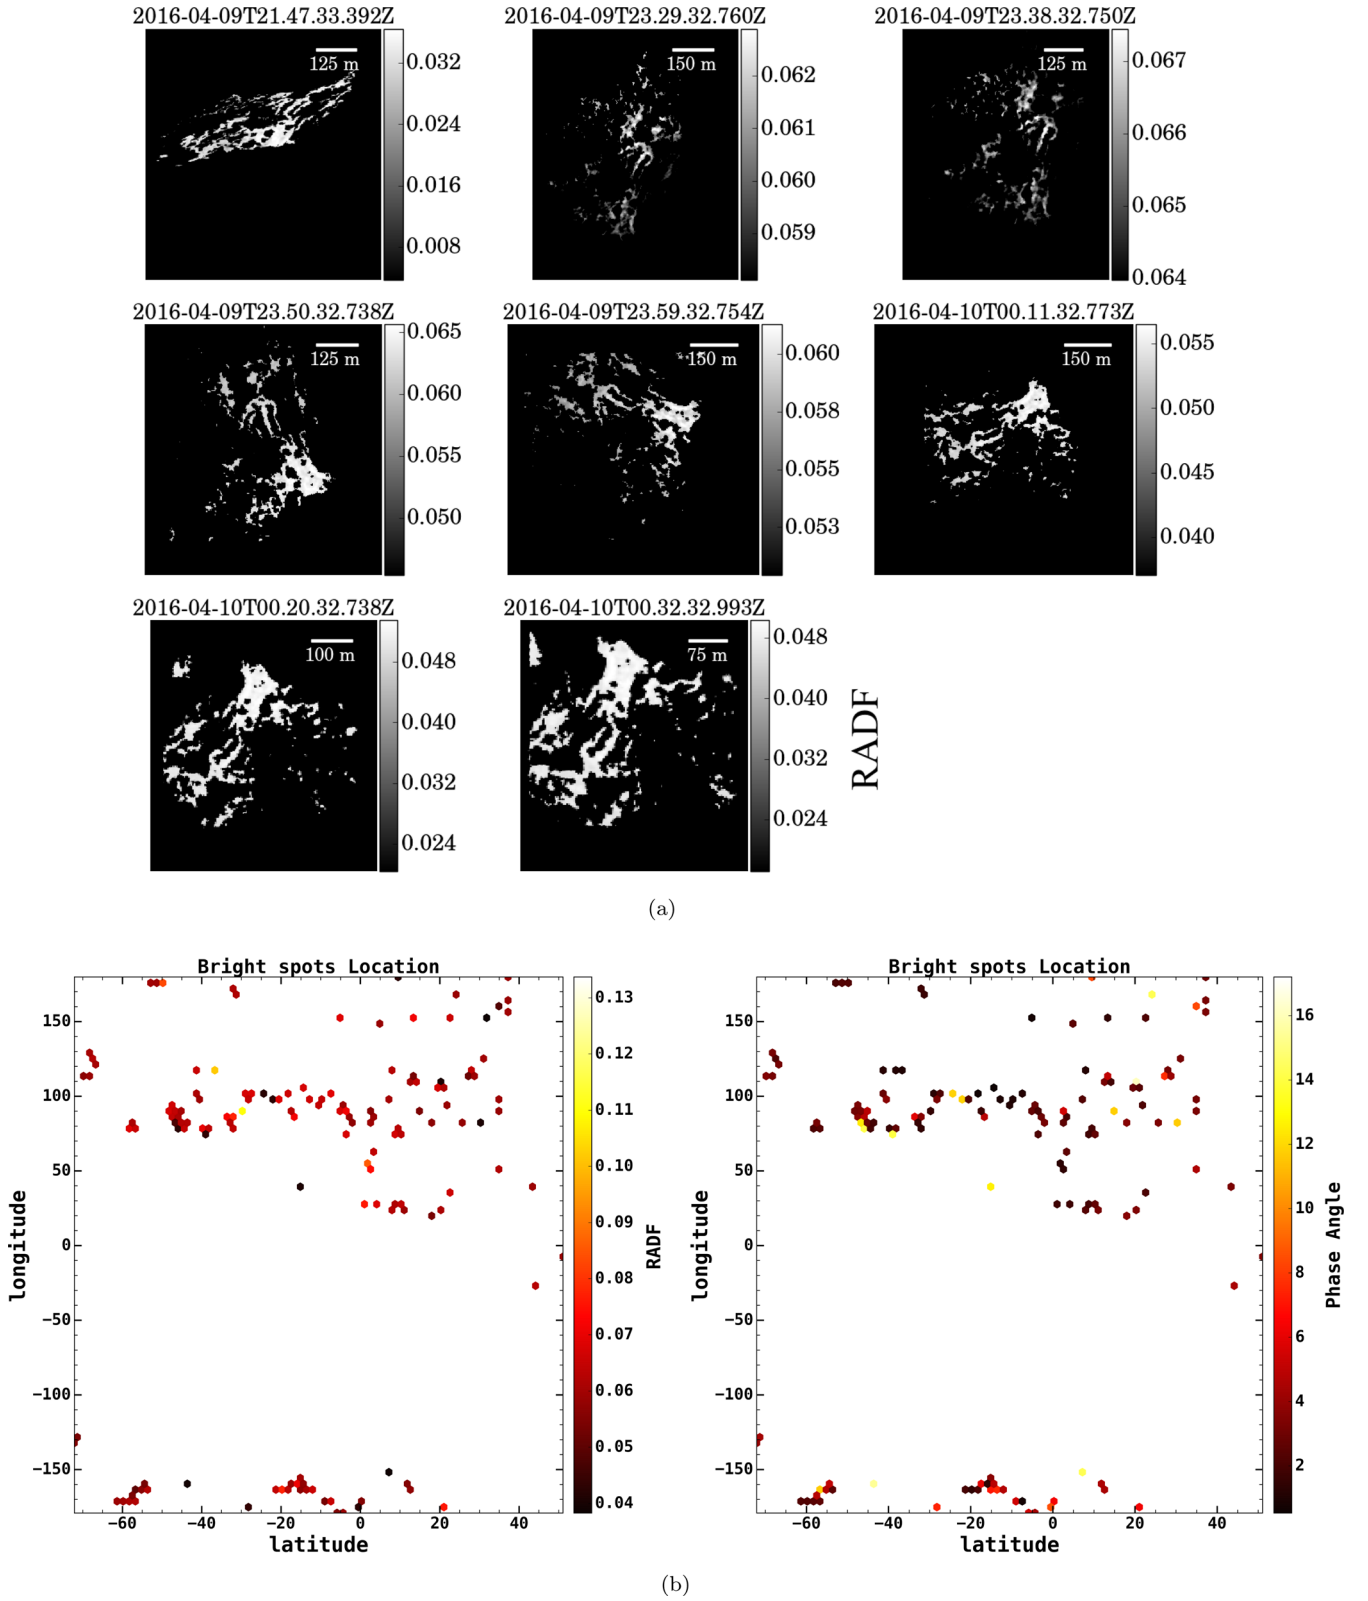 2016-04-09T21.47.33.392Z
125 m
0.032
0.024
0.016
0.008
2016-04-09T23.29.32.760Z
150 m
0.062
0.061
0.060
0.059
2016-04-09T23.38.32.750Z
125 m
0.067
0.066
0.065
0.064
2016-04-09T23.50.32.738Z
125 m
0.065
0.060
0.055
0.050
2016-04-09T23.59.32.754Z
150 m
0.060
0.058
0.055
0.053
2016-04-10T00.11.32.773Z
150 m
0.055
0.050
0.045
0.040
2016-04-10T00.20.32.738Z
100 m
0.048
0.040
0.032
0.024
2016-04-10T00.32.32.993Z
75 m
0.048
0.040
0.032
0.024
RADF
(a)
Bright spots Location
150
100
50
0
−50
−100
−150
longitude
−60
−40
−20
0
20
40
latitude
0.13
0.12
0.11
0.10
0.09
0.08
0.07
0.06
0.05
0.04
RADF
Bright spots Location
150
100
50
0
−50
−100
−150
longitude
−60
−40
−20
0
20
40
latitude
16
14
12
10
8
6
4
2
Phase Angle
(b)